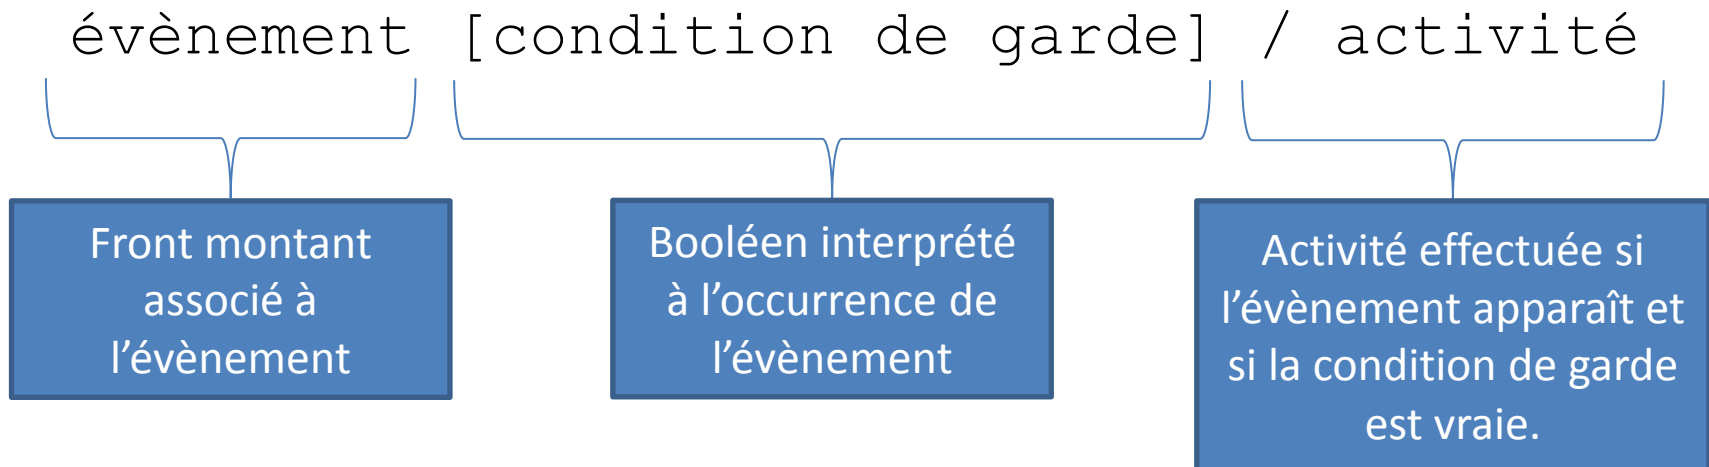 évènement [condition de garde] / activité
Front montant
associé à
l’évènement
Booléen interprété
à l’occurrence de
l’évènement
Activité effectuée si
l’évènement apparaît et
si la condition de garde
est vraie.